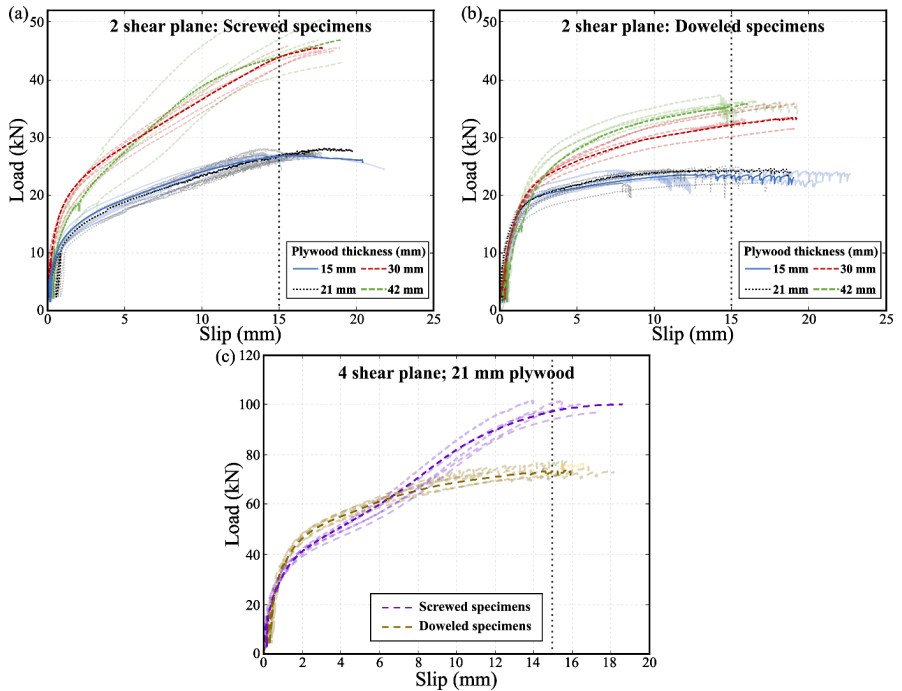 (a)
2 shear plane: Screwed specimens
50
40
30
20
10
0
Load (kN)
Plywood thickness (mm)
15 mm 30 mm
21 mm 42 mm
0 5 10 15 20 25
Slip (mm)
(b)
2 shear plane: Doweled specimens
50
40
30
20
10
0
Load (kN)
Plywood thickness (mm)
15 mm 30 mm
21 mm 42 mm
0 5 10 15 20 25
Slip (mm)
(c)
4 shear plane; 21 mm plywood
120
100
80
60
40
20
0
Load (kN)
Screwed specimens
Doweled specimens
0 2 4 6 8 10 12 14 16 18 20
Slip (mm)